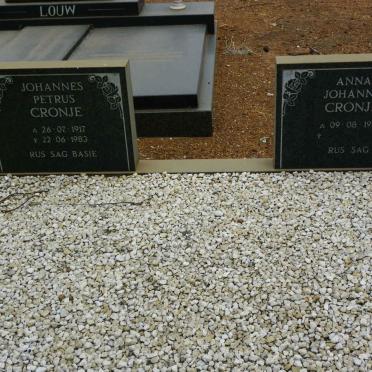 LOUW
JOHANNES
PETRUS
CRONJE
* 26·07·1917
† 22·06·1983
RUS SAG BASIE
ANNA
JOHANN
CRONJ
* 09·08·19
†
RUS SAG